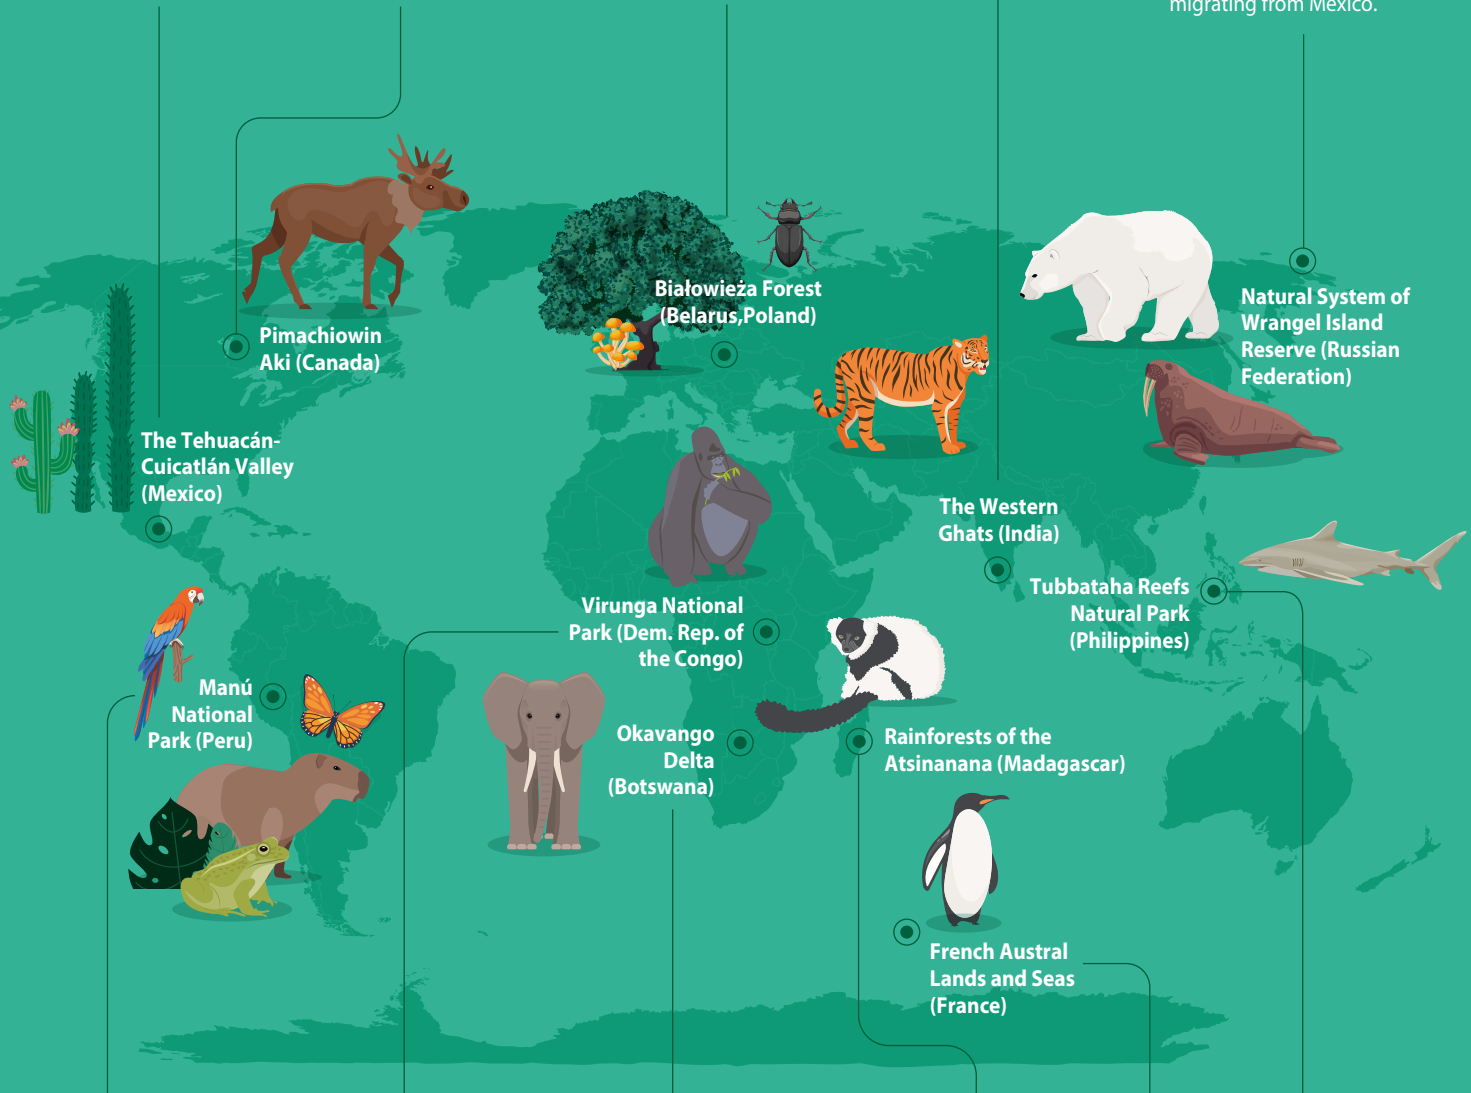 migrating from Mexico.
Pimachiowin
Aki (Canada)
Białowieża Forest
(Belarus,Poland)
Natural System of
Wrangel Island
Reserve (Russian
Federation)
The Tehuacán-
Cuicatlán Valley
(Mexico)
The Western
Ghats (India)
Tubbataha Reefs
Natural Park
(Philippines)
Virunga National
Park (Dem. Rep. of
the Congo)
Manú
National
Park (Peru)
Okavango
Delta
(Botswana)
Rainforests of the
Atsinanana (Madagascar)
French Austral
Lands and Seas
(France)